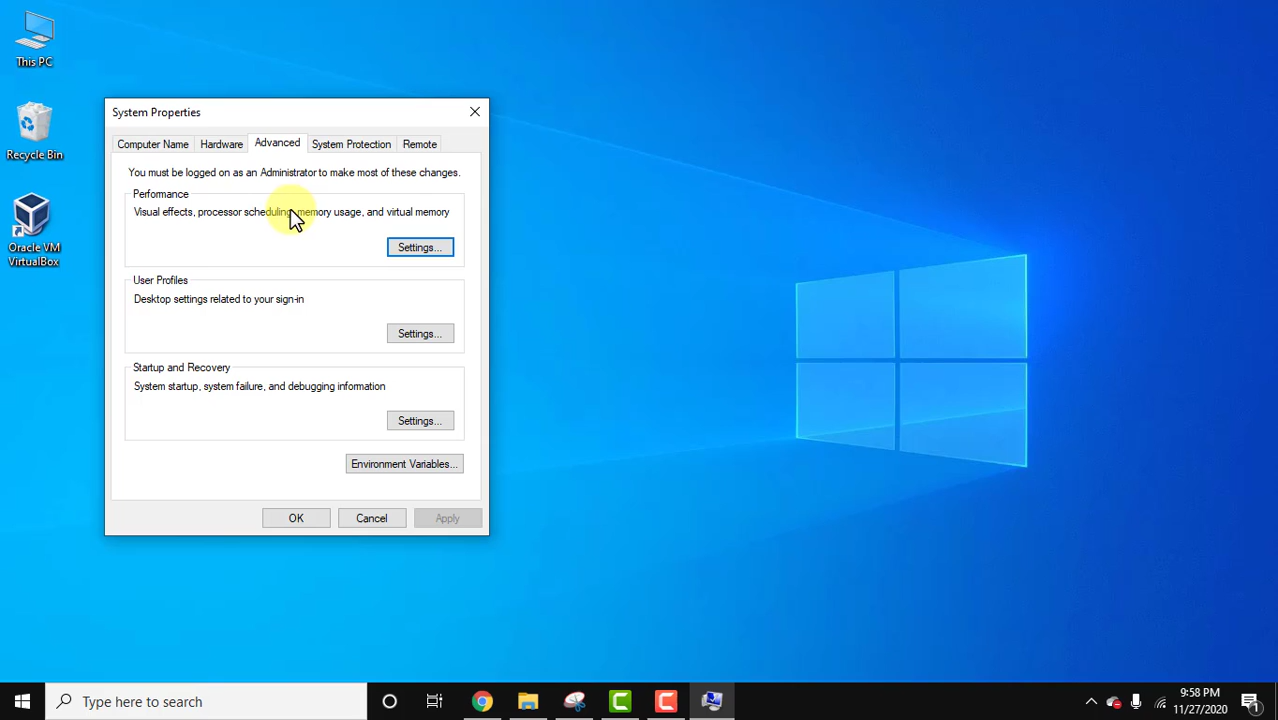 This PC
Recycle Bin
Oracle VM
VirtualBox
System Properties
Computer Name
Hardware
Advanced
System Protection
Remote
You must be logged on as an Administrator to make most of these changes.
Performance
Visual effects, processor scheduling, memory usage, and virtual memory
Settings...
User Profiles
Desktop settings related to your sign-in
Settings...
Startup and Recovery
System startup, system failure, and debugging information
Settings...
Environment Variables...
OK
Cancel
Apply
Type here to search
9:58 PM
11/27/2020
1